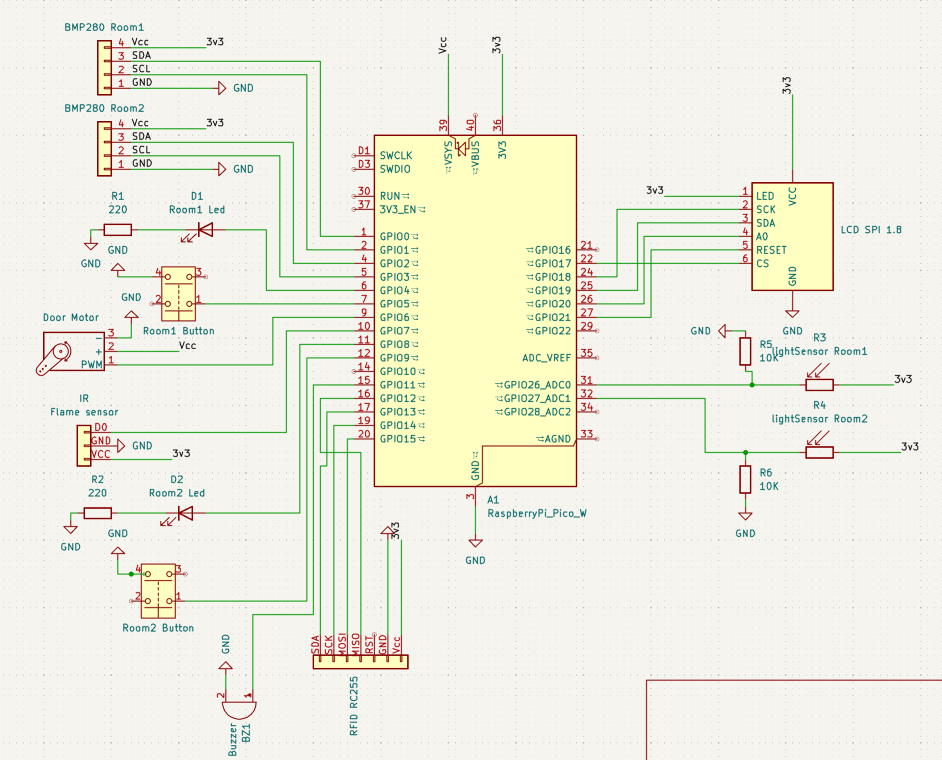 BMP280 Room1
4 Vcc 3v3
3 SDA
2 SCL
1 GND GND
BMP280 Room2
4 Vcc 3v3
3 SDA
2 SCL
1 GND GND
R1
220
GND
D1
Room1 Led
GND
4 3
2 1
GND
Room1 Button
Door Motor
3 -
2 + Vcc
1 PWM
IR
Flame sensor
D0
GND GND
VCC 3v3
R2
220
GND
D2
Room2 Led
GND
4 3
2 1
Room2 Button
GND
2 1
Buzzer
BZ1
SDA
SCK
MOSI
MISO
RST
GND
Vcc
3v3
RFID RC255
Vcc
3v3
39 VSYS
40 VBUS
36 3V3
D1 SWCLK
D3 SWDIO
30 RUN
37 3V3_EN
1 GPIO0
2 GPIO1
4 GPIO2
5 GPIO3
6 GPIO4
7 GPIO5
9 GPIO6
10 GPIO7
11 GPIO8
12 GPIO9
14 GPIO10
15 GPIO11
16 GPIO12
17 GPIO13
19 GPIO14
20 GPIO15
GPIO16 21
GPIO17 22
GPIO18 24
GPIO19 25
GPIO20 26
GPIO21 27
GPIO22 29
ADC_VREF 35
GPIO26_ADC0 31
GPIO27_ADC1 32
GPIO28_ADC2 34
AGND 33
GND
3
A1
RaspberryPi_Pico_W
GND
3v3
3v3
1 LED
2 SCK
3 SDA
4 A0
5 RESET
6 CS
VCC
GND
LCD SPI 1.8
GND
GND
R5
10K
R3
lightSensor Room1
3v3
R4
lightSensor Room2
3v3
R6
10K
GND